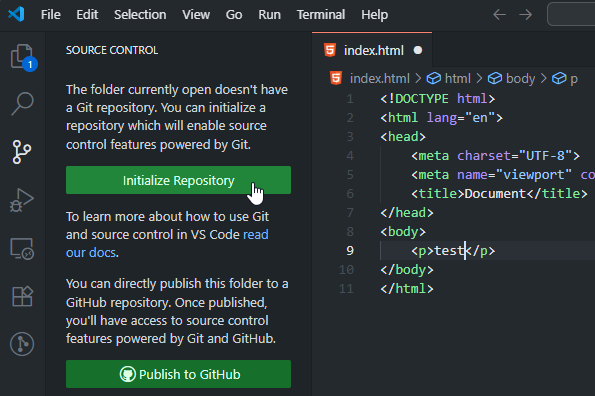 File Edit Selection View Go Run Terminal Help
SOURCE CONTROL
The folder currently open doesn't have
a Git repository. You can initialize a
repository which will enable source
control features powered by Git.
Initialize Repository
To learn more about how to use Git
and source control in VS Code read
our docs.
You can directly publish this folder to a
GitHub repository. Once published,
you'll have access to source control
features powered by Git and GitHub.
Publish to GitHub
1
index.html
index.html > html > body > p
1 <!DOCTYPE html>
2 <html lang="en">
3 <head>
4 <meta charset="UTF-8">
5 <meta name="viewport" co
6 <title>Document</title>
7 </head>
8 <body>
9 <p>test</p>
10 </body>
11 </html>